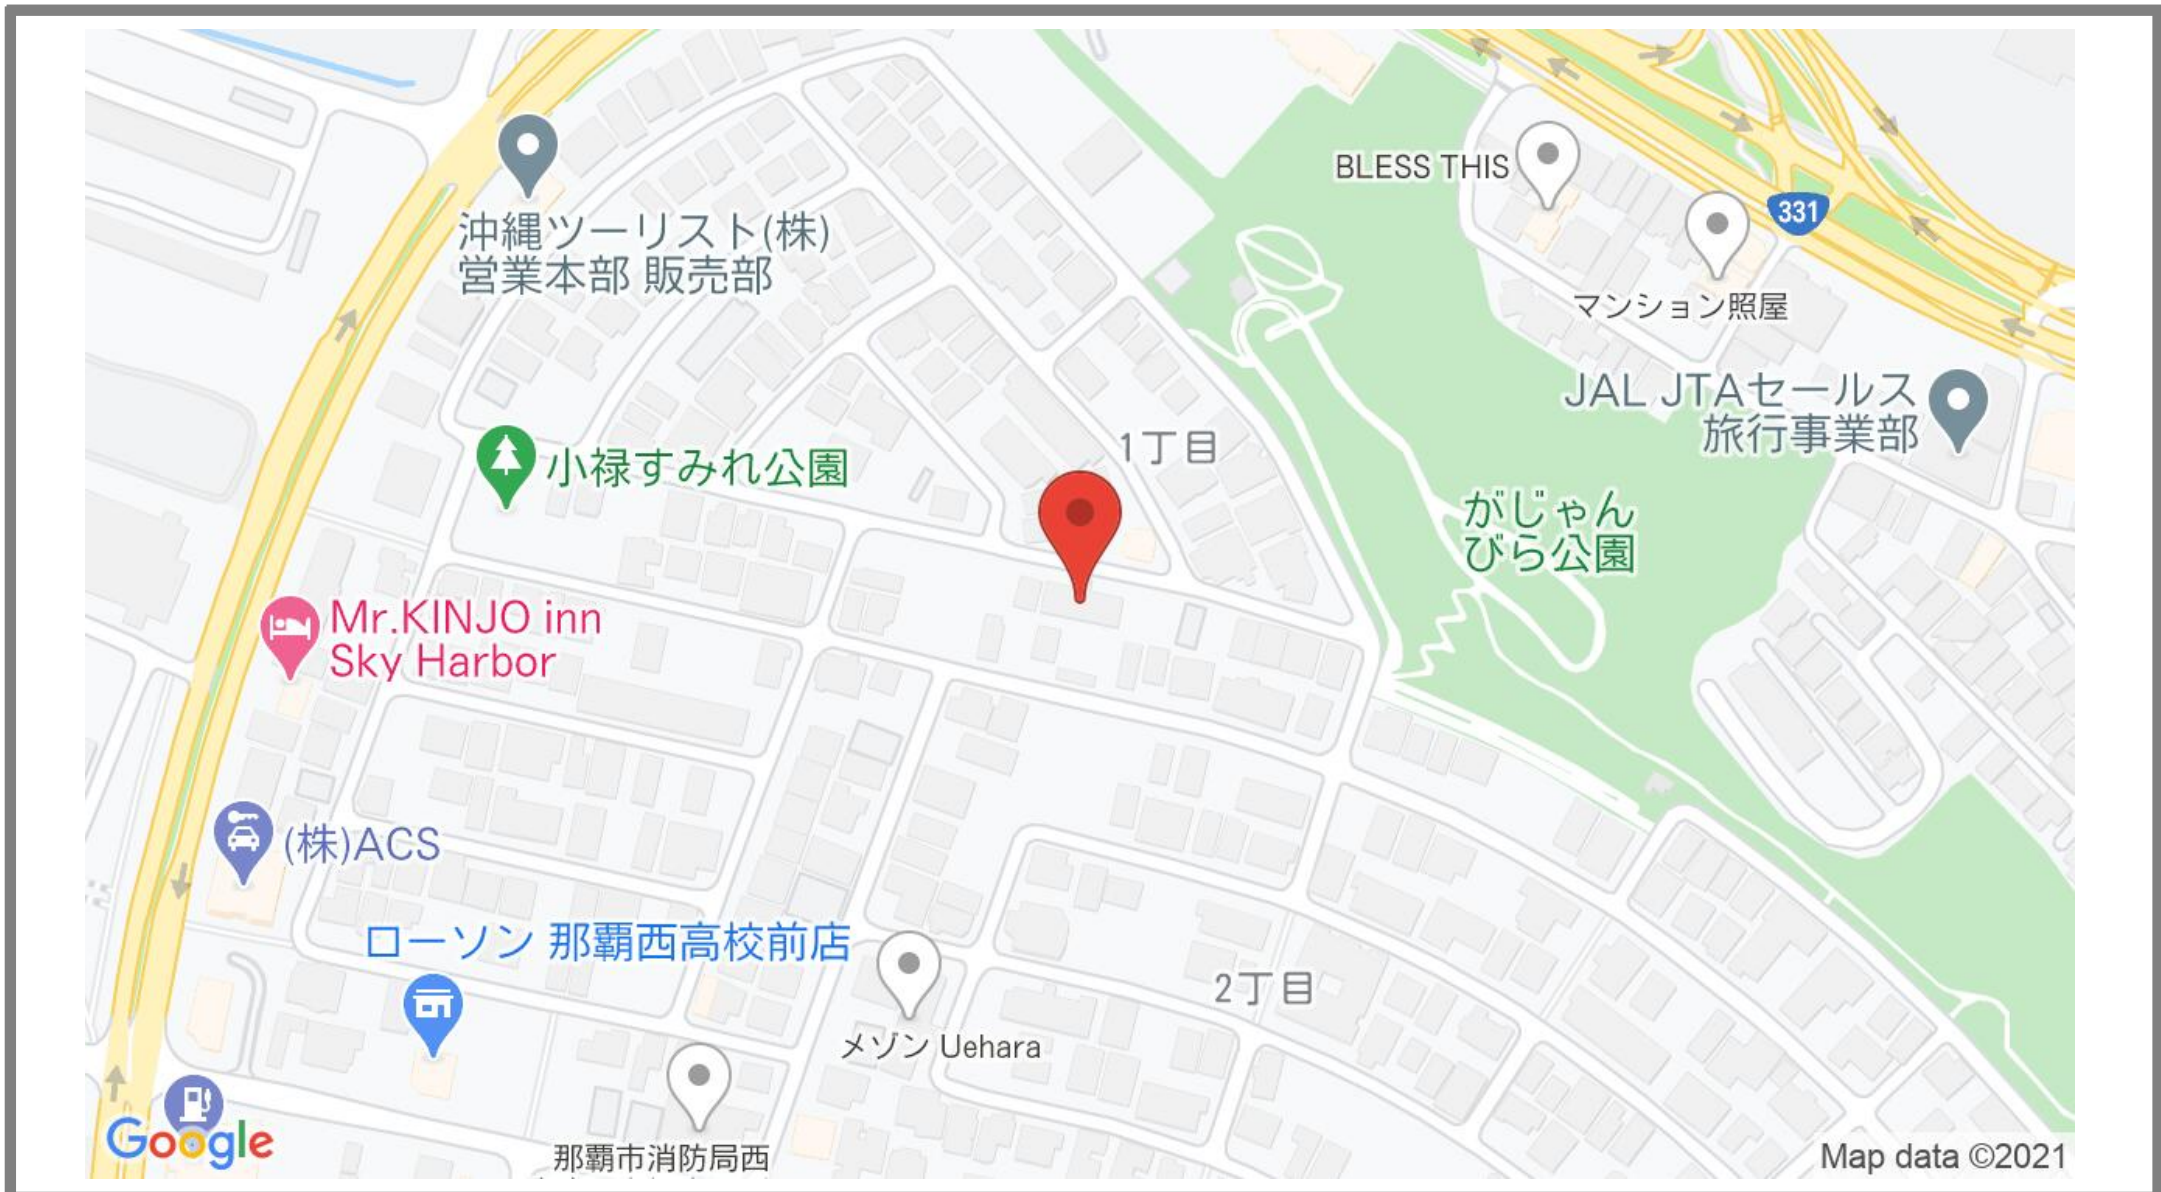 BLESS THIS
331
沖縄ツーリスト(株)
営業本部 販売部
マンション照屋
JAL JTAセールス
旅行事業部
1丁目
小禄すみれ公園
がじゃん
びら公園
Mr.KINJO inn
Sky Harbor
(株)ACS
ローソン 那覇西高校前店
2丁目
メゾン Uehara
Google
那覇市消防局西
Map data ©2021